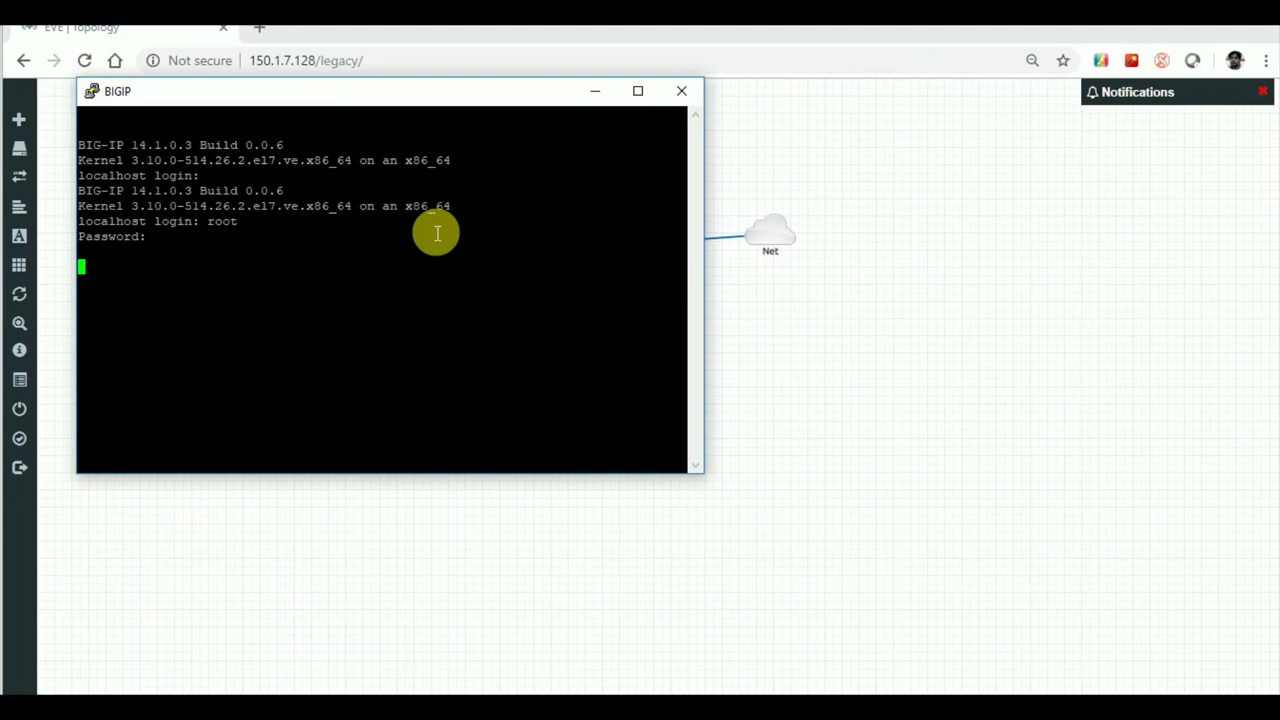 EVE | Topology
Not secure
150.1.7.128/legacy/
BIGIP
Notifications
BIG-IP 14.1.0.3 Build 0.0.6
Kernel 3.10.0-514.26.2.el7.ve.x86_64 on an x86_64
localhost login:
BIG-IP 14.1.0.3 Build 0.0.6
Kernel 3.10.0-514.26.2.el7.ve.x86_64 on an x86_64
localhost login: root
Password:
Net